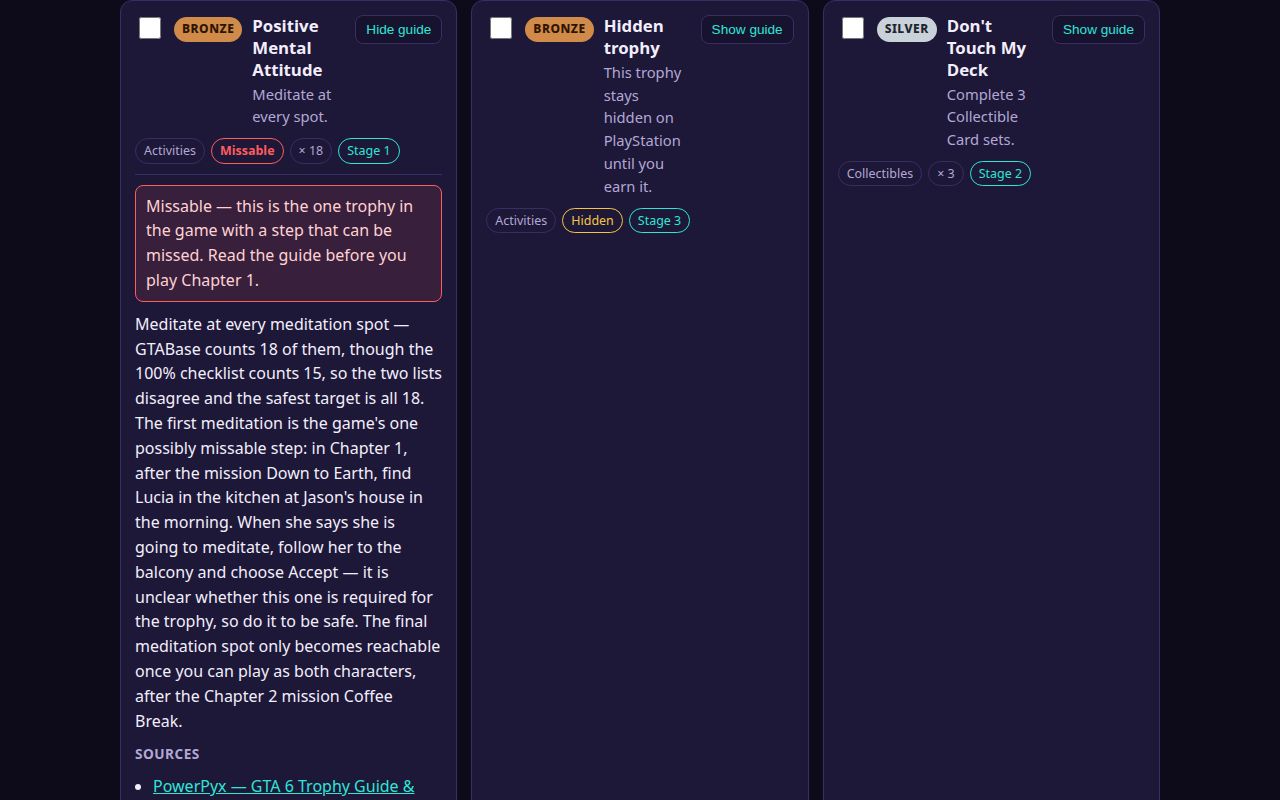 BRONZE
Positive
Mental
Attitude
Hide guide
Meditate at
every spot.
Activities
Missable
× 18
Stage 1
Missable — this is the one trophy in
the game with a step that can be
missed. Read the guide before you
play Chapter 1.
Meditate at every meditation spot —
GTABase counts 18 of them, though the
100% checklist counts 15, so the two lists
disagree and the safest target is all 18.
The first meditation is the game's one
possibly missable step: in Chapter 1,
after the mission Down to Earth, find
Lucia in the kitchen at Jason's house in
the morning. When she says she is
going to meditate, follow her to the
balcony and choose Accept — it is
unclear whether this one is required for
the trophy, so do it to be safe. The final
meditation spot only becomes reachable
once you can play as both characters,
after the Chapter 2 mission Coffee
Break.
SOURCES
PowerPyx — GTA 6 Trophy Guide &
BRONZE
Hidden
trophy
Show guide
This trophy
stays
hidden on
PlayStation
until you
earn it.
Activities
Hidden
Stage 3
SILVER
Don't
Touch My
Deck
Show guide
Complete 3
Collectible
Card sets.
Collectibles
× 3
Stage 2